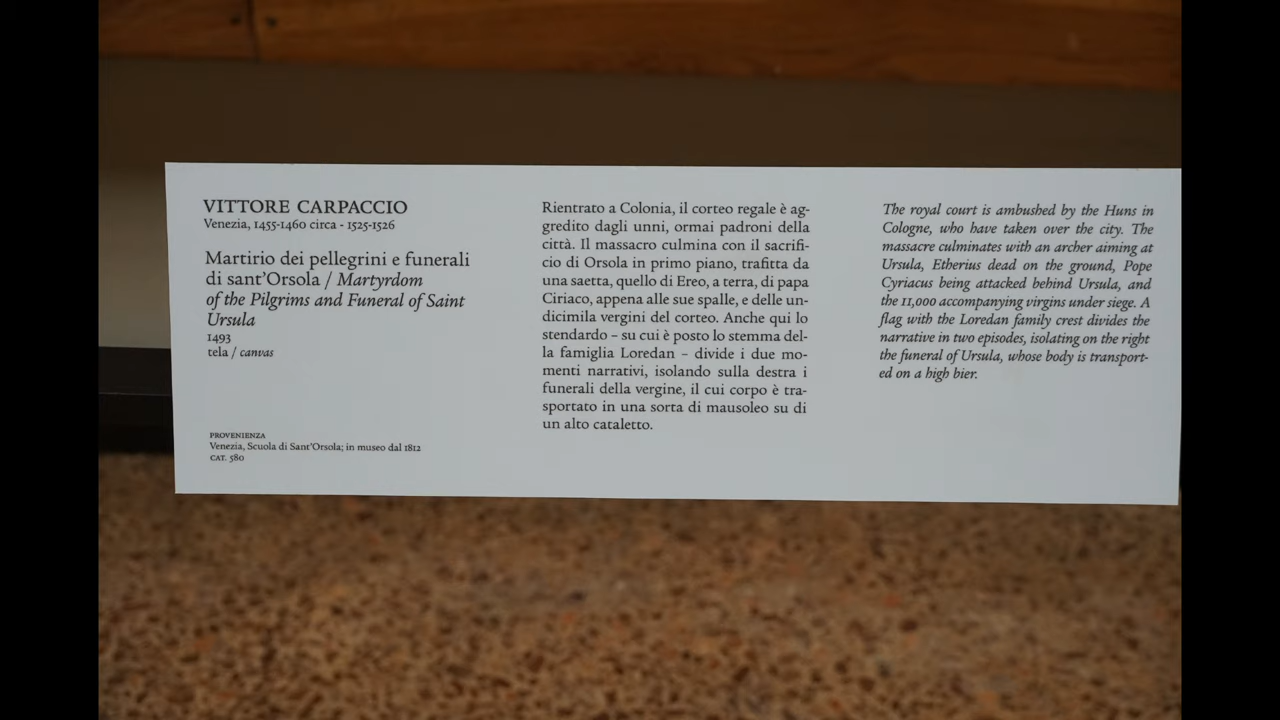 VITTORE CARPACCIO
Venezia, 1455-1460 circa - 1525-1526
Martirio dei pellegrini e funerali
di sant'Orsola / Martyrdom
of the Pilgrims and Funeral of Saint
Ursula
1493
tela / canvas
PROVENIENZA
Venezia, Scuola di Sant'Orsola; in museo dal 1812
CAT. 580
Rientrato a Colonia, il corteo regale è ag-
gredito dagli unni, ormai padroni della
città. Il massacro culmina con il sacrifi-
cio di Orsola in primo piano, trafitta da
una saetta, quello di Ereo, a terra, di papa
Ciriaco, appena alle sue spalle, e delle un-
dicimila vergini del corteo. Anche qui lo
stendardo – su cui è posto lo stemma del-
la famiglia Loredan – divide i due mo-
menti narrativi, isolando sulla destra i
funerali della vergine, il cui corpo è tra-
sportato in una sorta di mausoleo su di
un alto cataletto.
The royal court is ambushed by the Huns in
Cologne, who have taken over the city. The
massacre culminates with an archer aiming at
Ursula, Etherius dead on the ground, Pope
Cyriacus being attacked behind Ursula, and
the 11,000 accompanying virgins under siege. A
flag with the Loredan family crest divides the
narrative in two episodes, isolating on the right
the funeral of Ursula, whose body is transport-
ed on a high bier.